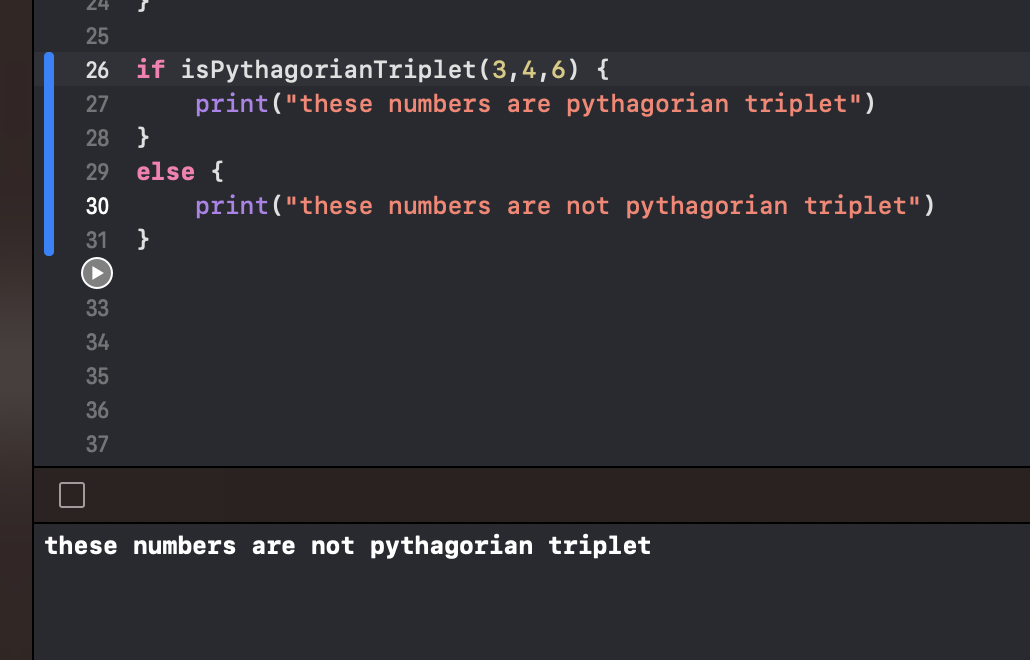 24 }
25
26 if isPythagorianTriplet(3,4,6) {
27     print("these numbers are pythagorian triplet")
28 }
29 else {
30     print("these numbers are not pythagorian triplet")
31 }
33
34
35
36
37
these numbers are not pythagorian triplet